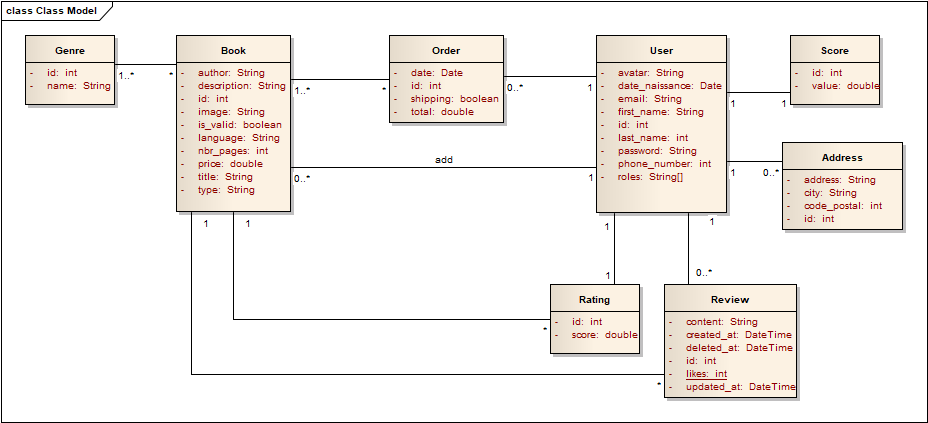 class Class Model
Genre
- id: int
- name: String
1..*
*
Book
- author: String
- description: String
- id: int
- image: String
- is_valid: boolean
- language: String
- nbr_pages: int
- price: double
- title: String
- type: String
1..*
*
Order
- date: Date
- id: int
- shipping: boolean
- total: double
0..*
1
add
0..*
1
User
- avatar: String
- date_naissance: Date
- email: String
- first_name: String
- id: int
- last_name: int
- password: String
- phone_number: int
- roles: String[]
1
1
Score
- id: int
- value: double
1
0..*
Address
- address: String
- city: String
- code_postal: int
- id: int
1
1
1
1
0..*
1
Rating
- id: int
- score: double
*
Review
- content: String
- created_at: DateTime
- deleted_at: DateTime
- id: int
- likes: int
- updated_at: DateTime
*